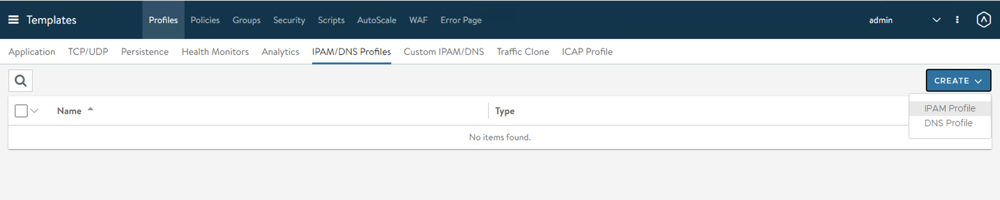 Templates Profiles Policies Groups Security Scripts AutoScale WAF Error Page admin
Application TCP/UDP Persistence Health Monitors Analytics IPAM/DNS Profiles Custom IPAM/DNS Traffic Clone ICAP Profile
CREATE
Name Type
IPAM Profile
DNS Profile
No items found.